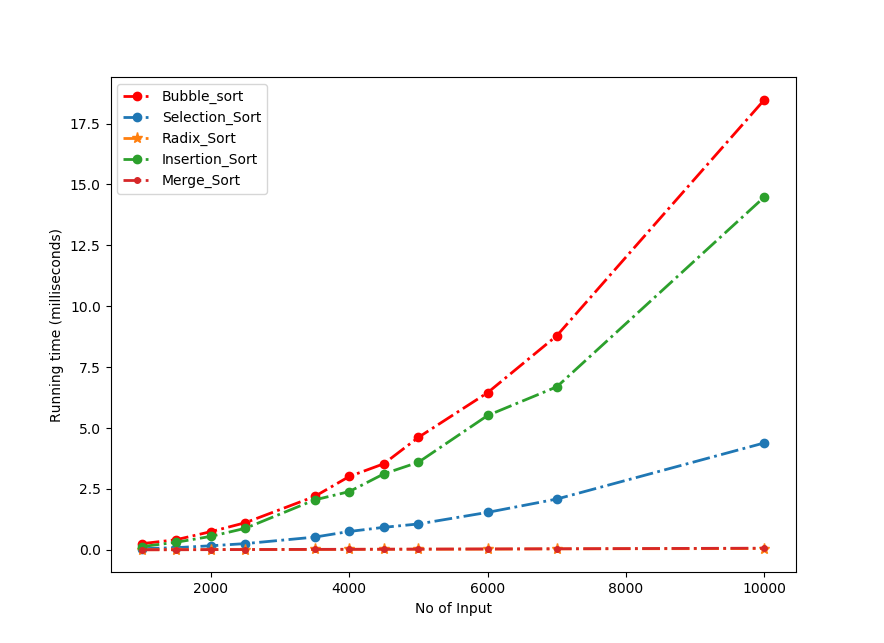 Bubble_sort
Selection_Sort
Radix_Sort
Insertion_Sort
Merge_Sort
17.5
15.0
12.5
10.0
7.5
5.0
2.5
0.0
Running time (milliseconds)
2000 4000 6000 8000 10000
No of Input